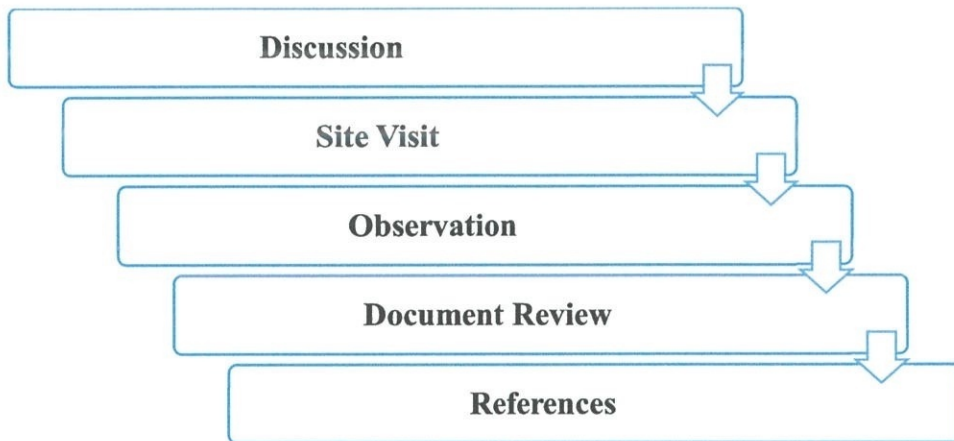 Discussion
Site Visit
Observation
Document Review
References